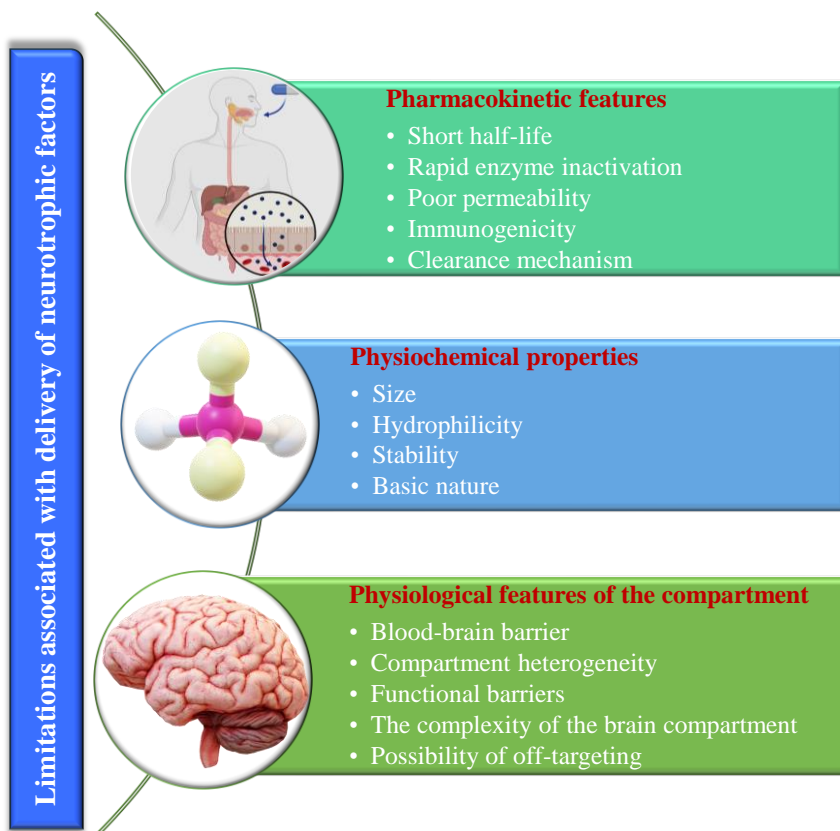 Limitations associated with delivery of neurotrophic factors
Pharmacokinetic features
• Short half-life
• Rapid enzyme inactivation
• Poor permeability
• Immunogenicity
• Clearance mechanism
Physiochemical properties
• Size
• Hydrophilicity
• Stability
• Basic nature
Physiological features of the compartment
• Blood-brain barrier
• Compartment heterogeneity
• Functional barriers
• The complexity of the brain compartment
• Possibility of off-targeting